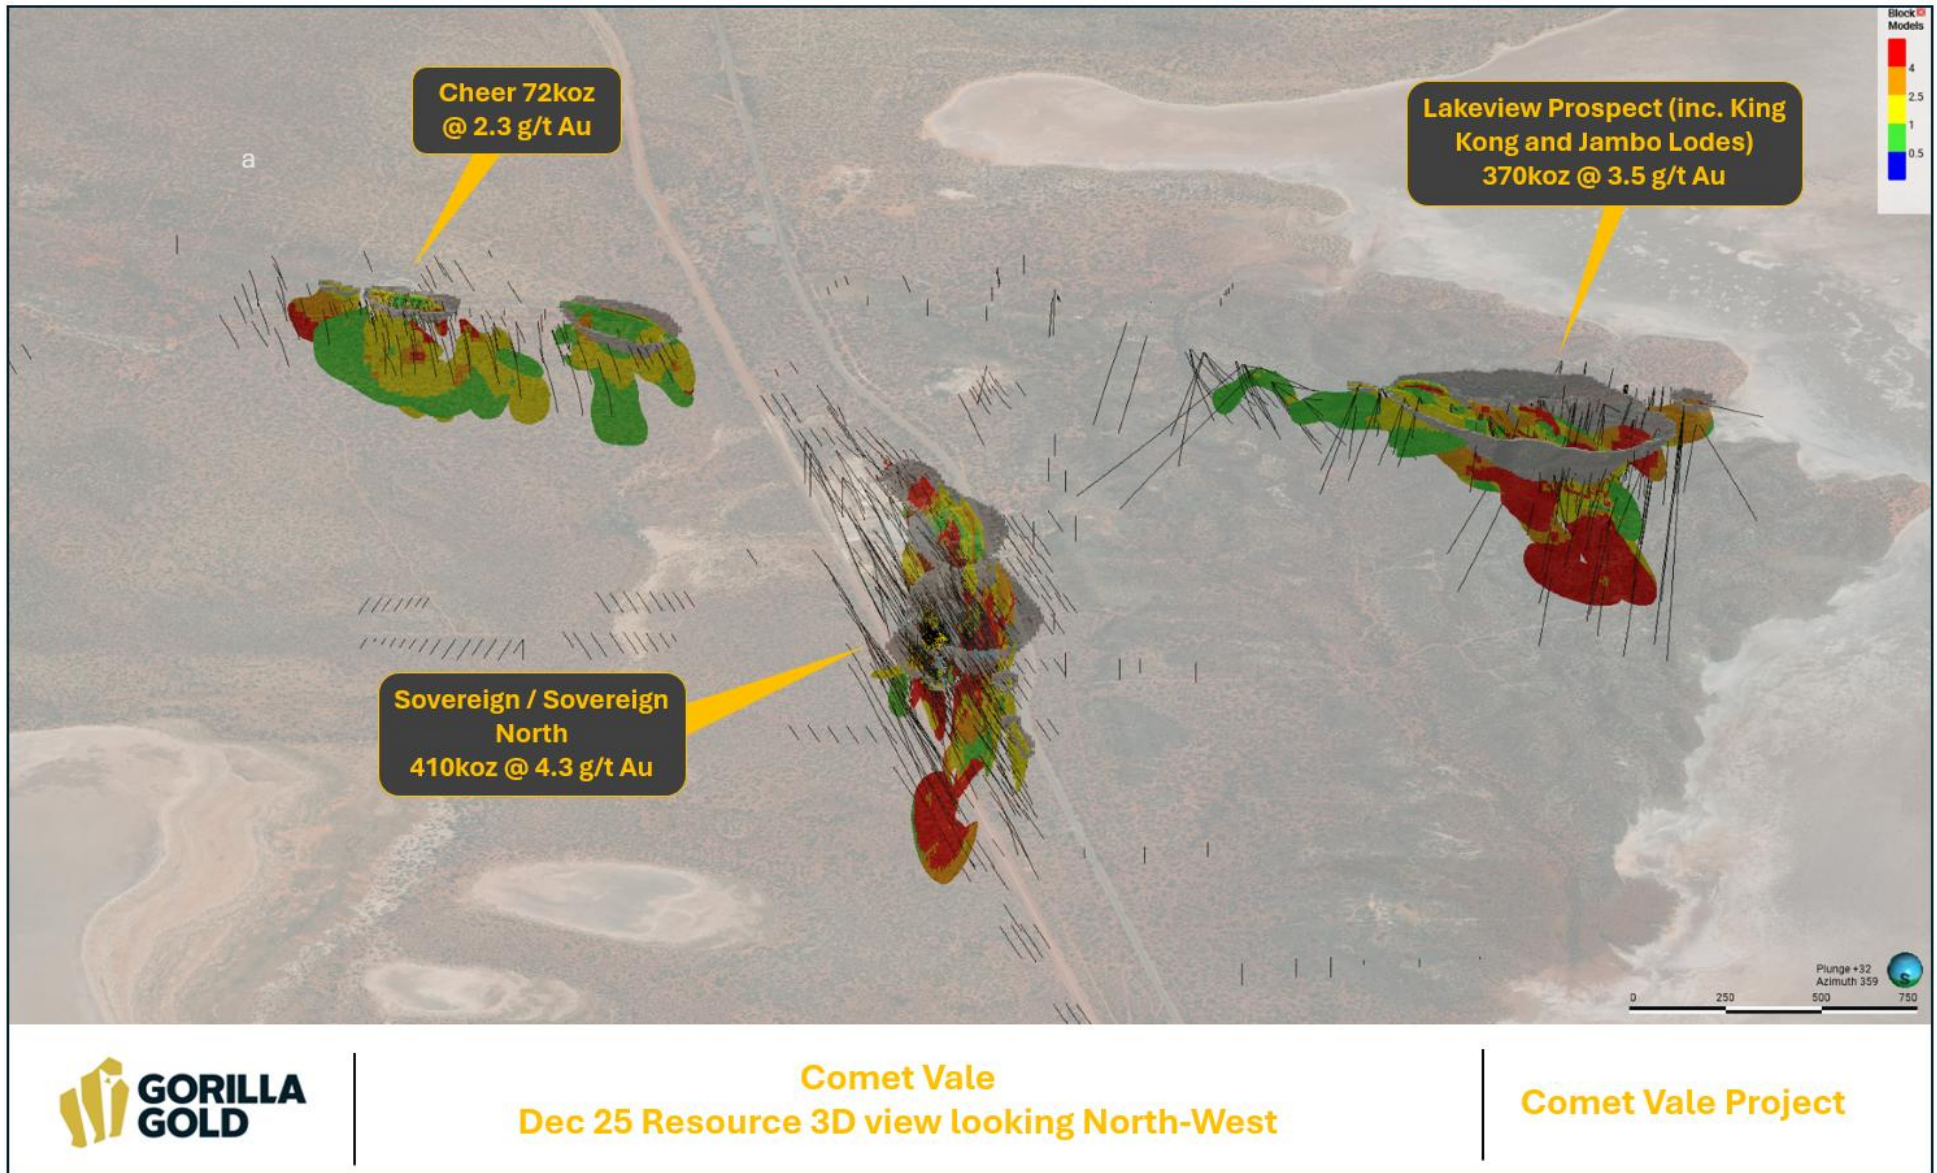 Block
Models
4
2.5
1
0.5
Cheer 72koz
@ 2.3 g/t Au
a
Lakeview Prospect (inc. King
Kong and Jambo Lodes)
370koz @ 3.5 g/t Au
Sovereign / Sovereign
North
410koz @ 4.3 g/t Au
Plunge +32
Azimuth 359
S
0 250 500 750
GORILLA
GOLD
Comet Vale
Dec 25 Resource 3D view looking North-West
Comet Vale Project